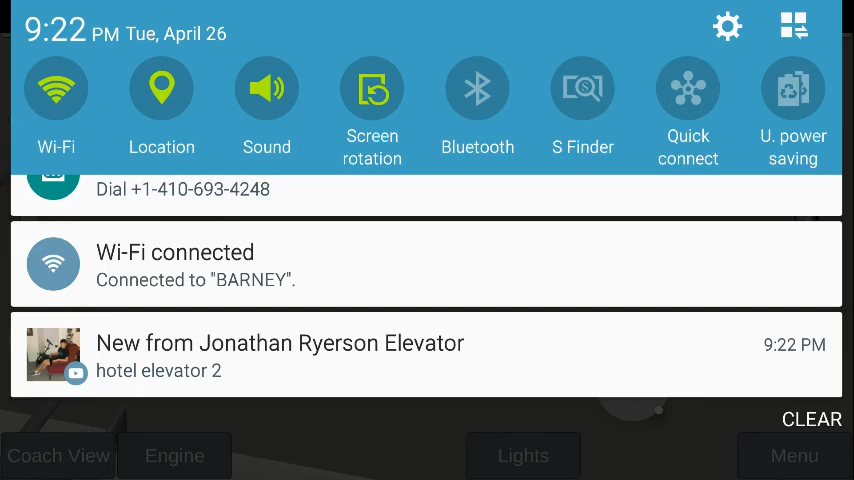 9:22 PM Tue, April 26
Wi-Fi
Location
Sound
Screen
rotation
Bluetooth
S Finder
Quick
connect
U. power
saving
Dial +1-410-693-4248
Wi-Fi connected
Connected to "BARNEY".
New from Jonathan Ryerson Elevator
9:22 PM
hotel elevator 2
CLEAR
Coach View
Engine
Lights
Menu